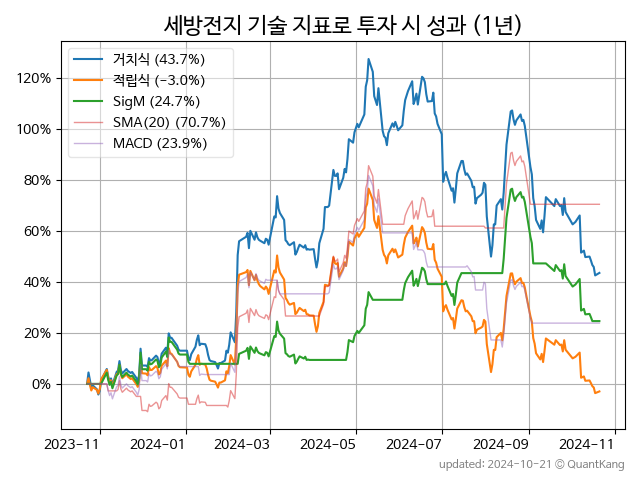 세방전지 기술 지표로 투자 시 성과 (1년)
거치식 (43.7%)
적립식 (−3.0%)
SigM (24.7%)
SMA(20) (70.7%)
MACD (23.9%)
120%
100%
80%
60%
40%
20%
0%
2023-11 2024-01 2024-03 2024-05 2024-07 2024-09 2024-11
updated: 2024-10-21 © QuantKang